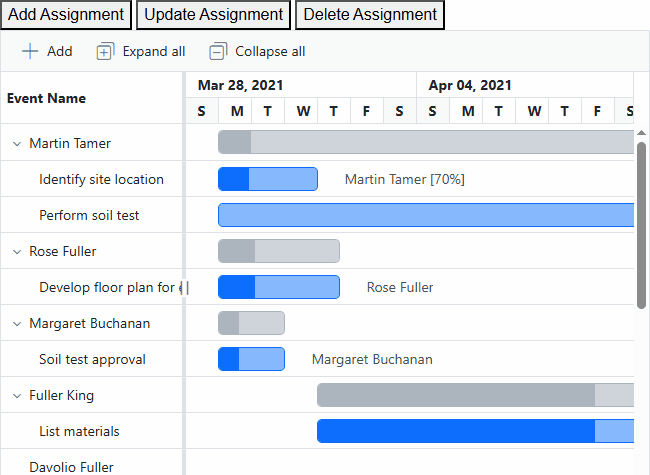 Add Assignment Update Assignment Delete Assignment
Add Expand all Collapse all
Event Name
Mar 28, 2021 Apr 04, 2021
S M T W T F S S M T W T F S
Martin Tamer
Identify site location Martin Tamer [70%]
Perform soil test
Rose Fuller
Develop floor plan for Rose Fuller
Margaret Buchanan
Soil test approval Margaret Buchanan
Fuller King
List materials
Davolio Fuller